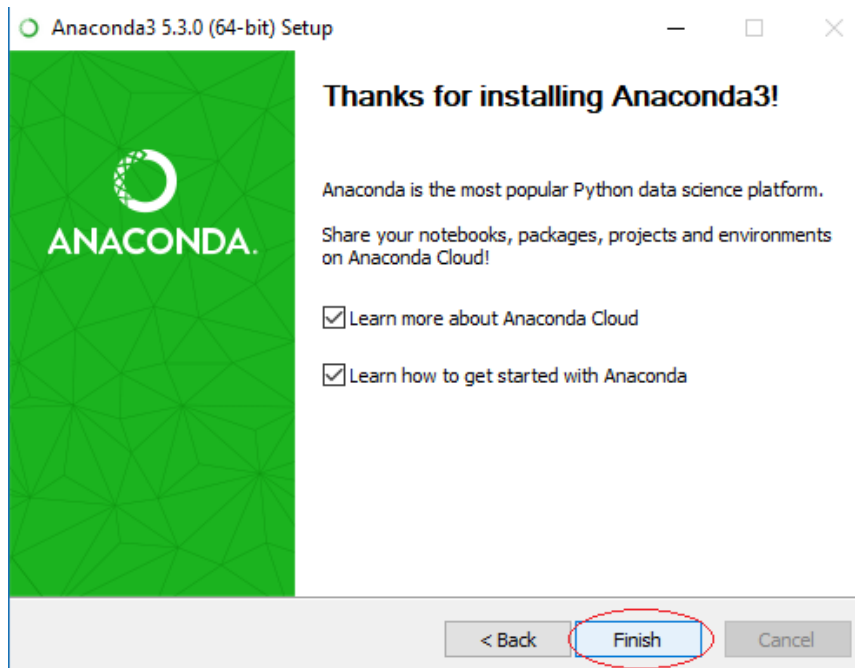 Anaconda3 5.3.0 (64-bit) Setup
Thanks for installing Anaconda3!
ANACONDA.
Anaconda is the most popular Python data science platform.
Share your notebooks, packages, projects and environments
on Anaconda Cloud!
Learn more about Anaconda Cloud
Learn how to get started with Anaconda
< Back
Finish
Cancel